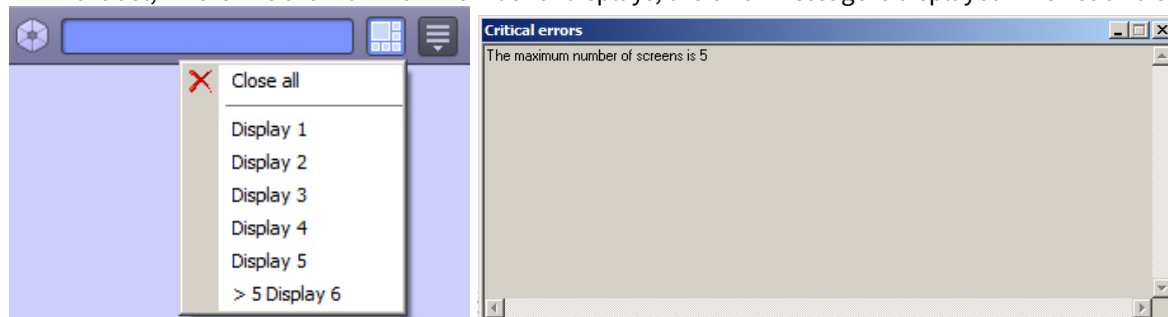 Close all
Display 1
Display 2
Display 3
Display 4
Display 5
> 5 Display 6
Critical errors
The maximum number of screens is 5